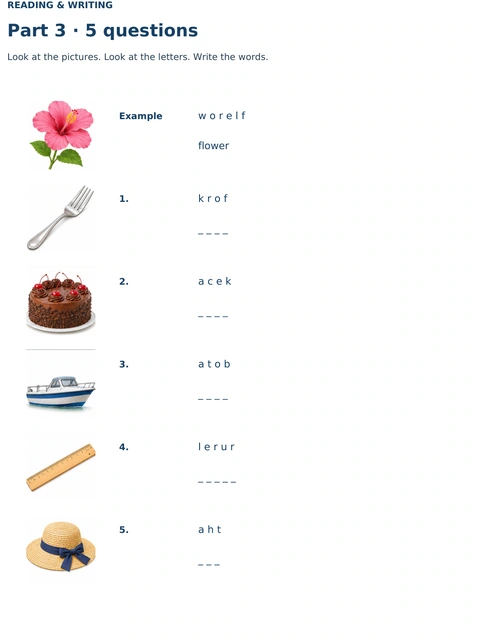 READING & WRITING
Part 3 · 5 questions
Look at the pictures. Look at the letters. Write the words.
Example
w o r e l f
flower
1.
k r o f
_ _ _ _
2.
a c e k
_ _ _ _
3.
a t o b
_ _ _ _
4.
l e r u r
_ _ _ _ _
5.
a h t
_ _ _